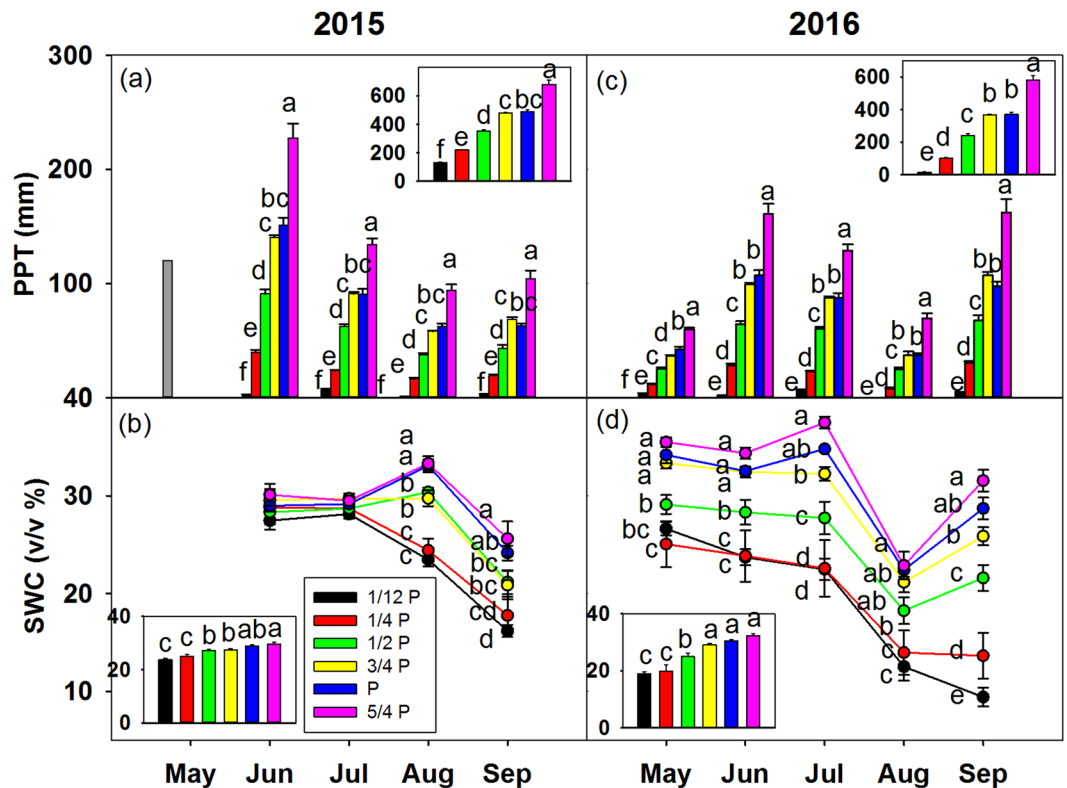 2015 2016
300
200
100
40
PPT (mm)
(a)
f e d c bc a
f e d c bc a
f e d c bc a
f e d c bc a
600
400
200
0
f e d c bc a
(c)
f e c d b a
e d c b b a
e d c b b a
e d c b b a
e d c b b a
600
400
200
0
e d c b b a
SWC (v/v %)
30
20
10
(b)
a
a
b
b
c
c
a
ab
bc
bc
cd
d
40
20
0
c c b b ab a
1/12 P
1/4 P
1/2 P
3/4 P
P
5/4 P
(d)
a
a
a
b
bc
c
a
a
a
b
c
c
a
ab
b
c
d
d
a
ab
ab
b
c
c
a
ab
b
c
d
e
40
20
0
c c b a a a
May Jun Jul Aug Sep
May Jun Jul Aug Sep